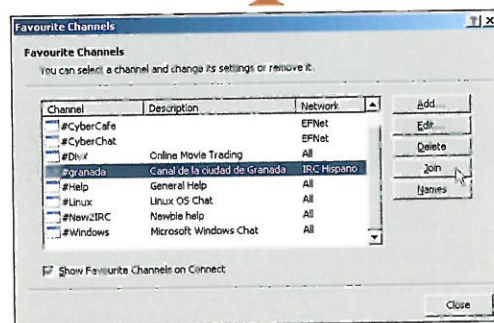 Favourite Channels
Favourite Channels
You can select a channel and change its settings or remove it.
Channel Description Network
#CyberCafe EFNet
#CyberChat EFNet
#DivX Online Movie Trading All
#granada Canal de la ciudad de Granada IRC Hispano
#Help General Help All
#Linux Linux OS Chat All
#New2IRC Newbie help All
#Windows Microsoft Windows Chat All
Add...
Edit...
Delete
Join
Names
Show Favourite Channels on Connect
Close